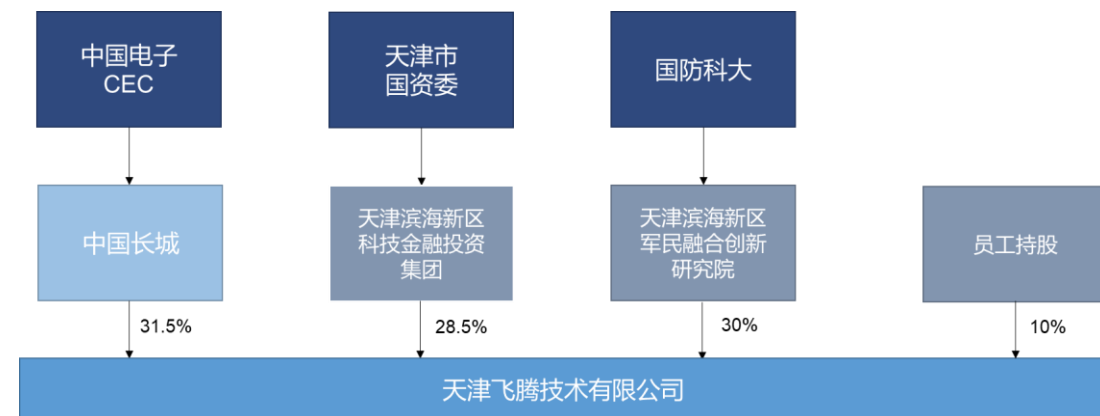 中国电子
CEC
天津市
国资委
国防科大
中国长城
天津滨海新区
科技金融投资
集团
天津滨海新区
军民融合创新
研究院
员工持股
31.5%
28.5%
30%
10%
天津飞腾技术有限公司